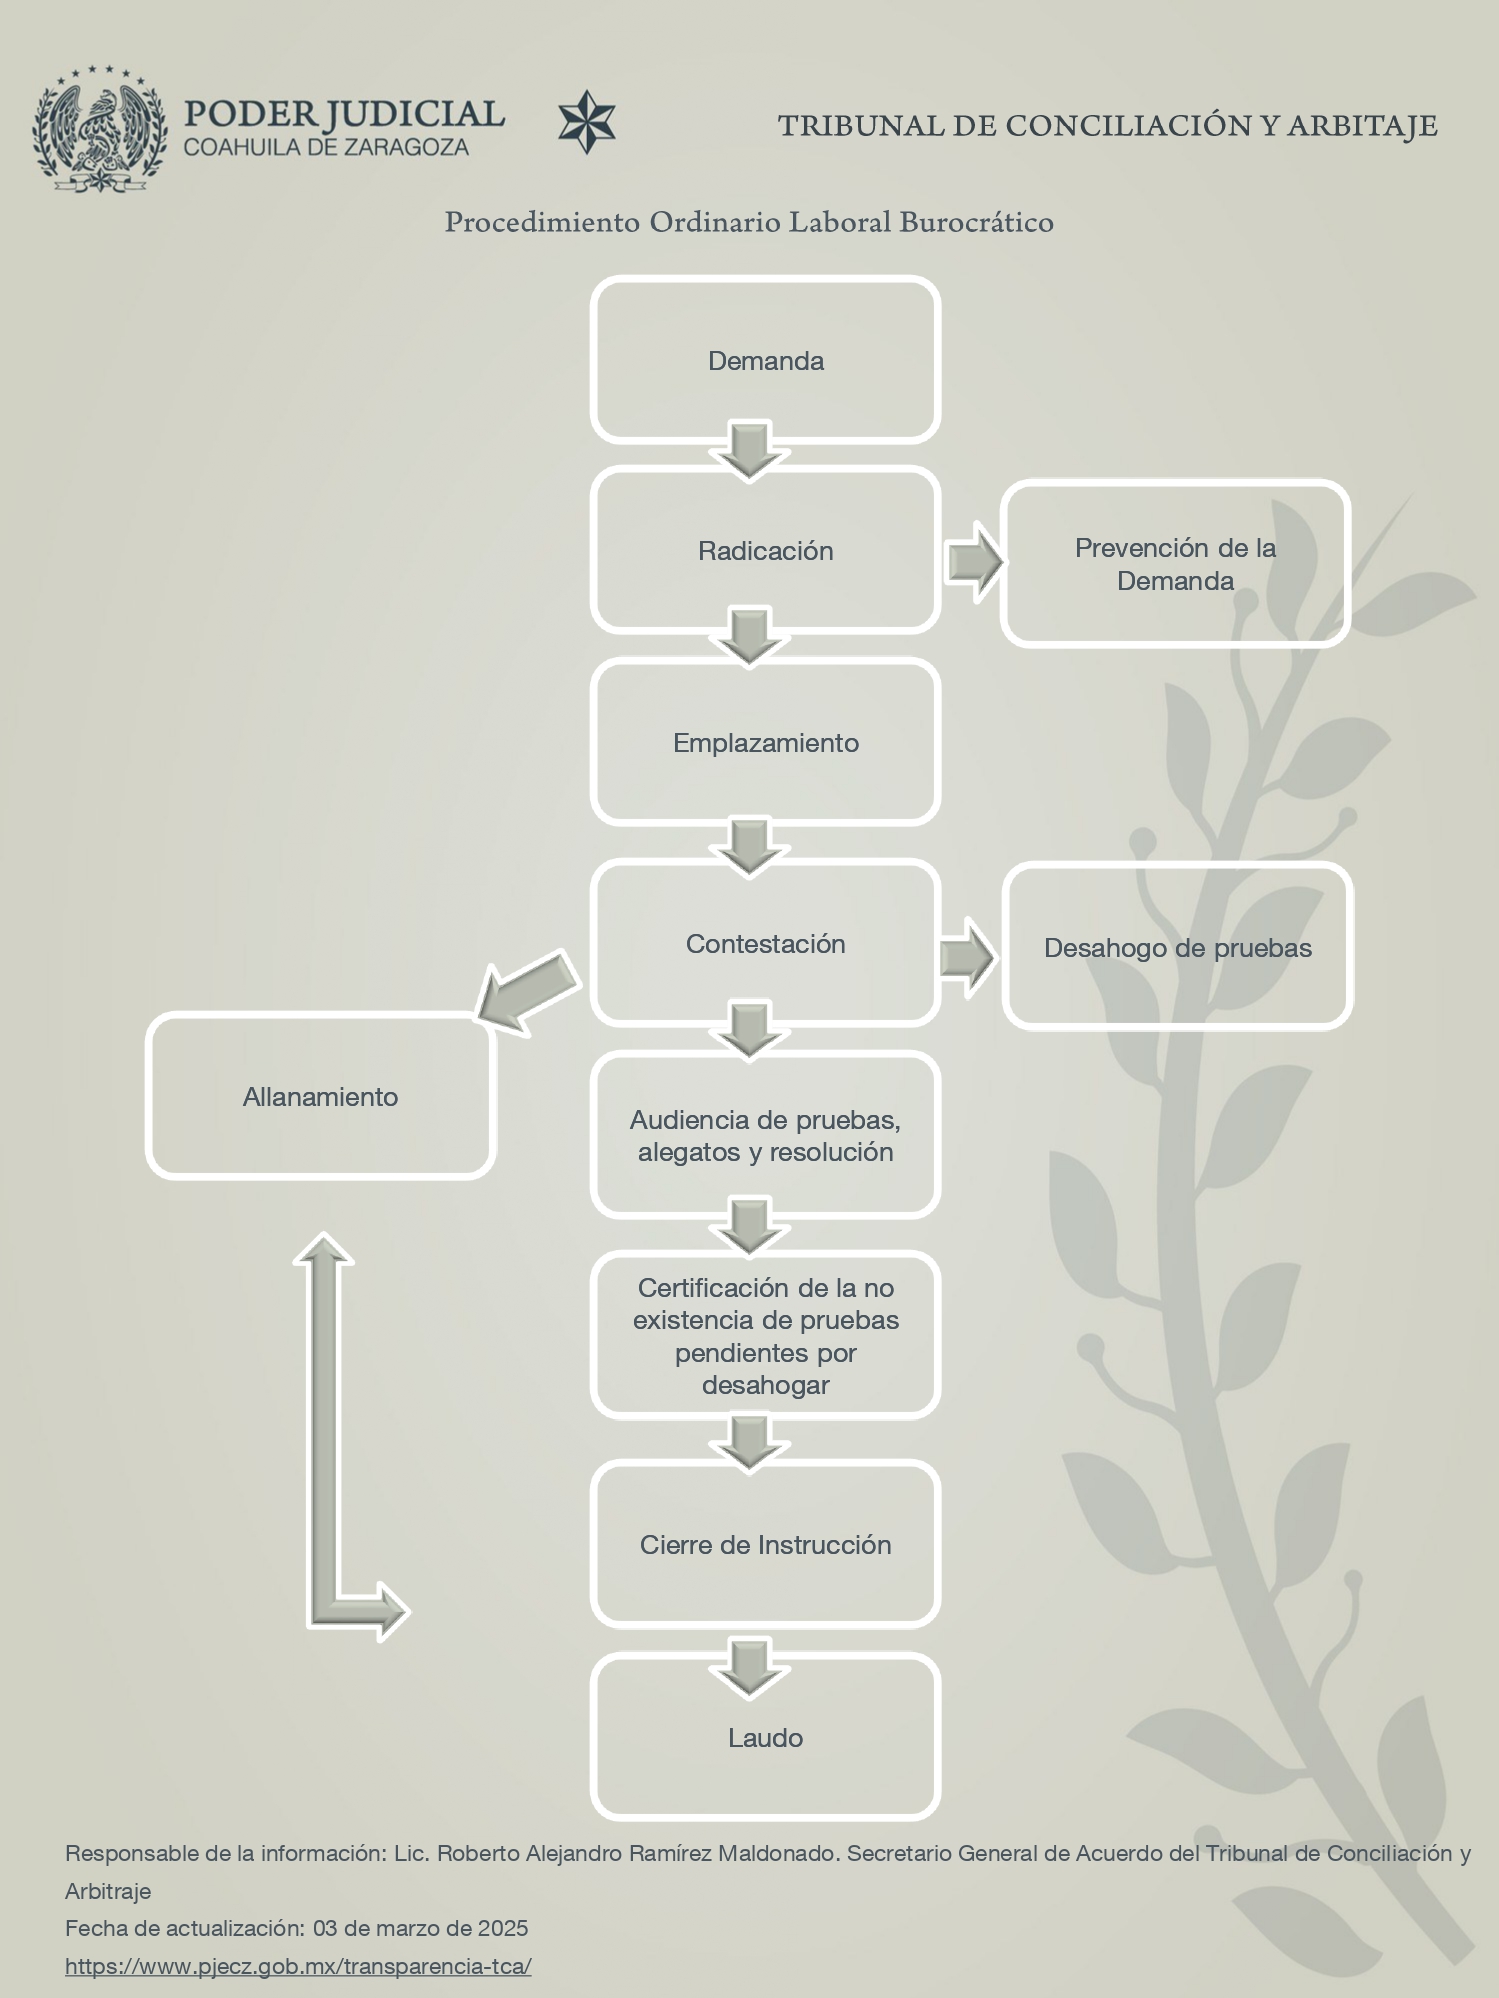 PODER JUDICIAL
COAHUILA DE ZARAGOZA
TRIBUNAL DE CONCILIACIÓN Y ARBITAJE
Procedimiento Ordinario Laboral Burocrático
Demanda
Radicación
Prevención de la
Demanda
Emplazamiento
Contestación
Desahogo de pruebas
Allanamiento
Audiencia de pruebas,
alegatos y resolución
Certificación de la no
existencia de pruebas
pendientes por
desahogar
Cierre de Instrucción
Laudo
Responsable de la información: Lic. Roberto Alejandro Ramírez Maldonado. Secretario General de Acuerdo del Tribunal de Conciliación y
Arbitraje
Fecha de actualización: 03 de marzo de 2025
https://www.pjecz.gob.mx/transparencia-tca/